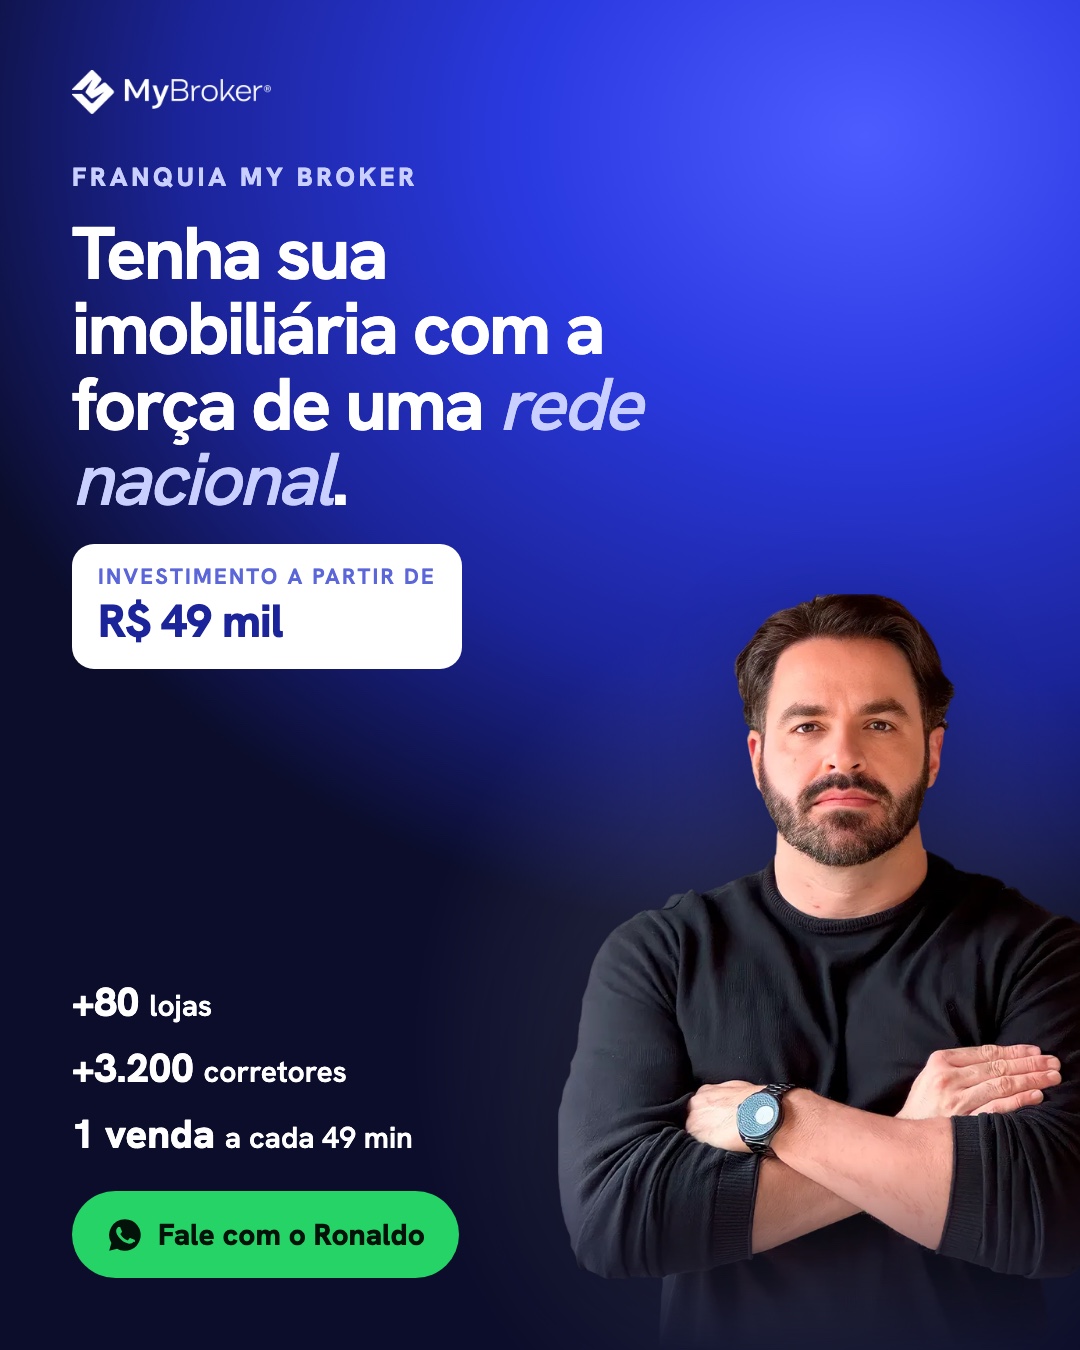 MyBroker®
FRANQUIA MY BROKER
Tenha sua
imobiliária com a
força de uma rede
nacional.
INVESTIMENTO A PARTIR DE
R$ 49 mil
+80 lojas
+3.200 corretores
1 venda a cada 49 min
Fale com o Ronaldo